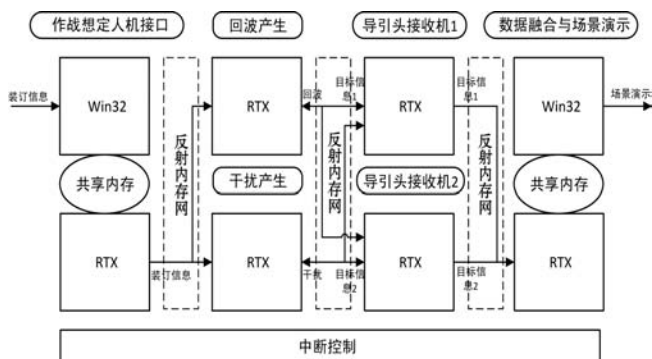 作战想定人机接口
回波产生
导引头接收机1
数据融合与场景演示
装订信息
Win32
RTX
回波
目标信
息1
RTX
目标信息1
Win32
场景演示
反射内存网
反射内存网
反射内存网
共享内存
干扰产生
导引头接收机2
共享内存
RTX
装订信息
RTX
干扰
目标信
息2
RTX
目标信
息2
RTX
中断控制